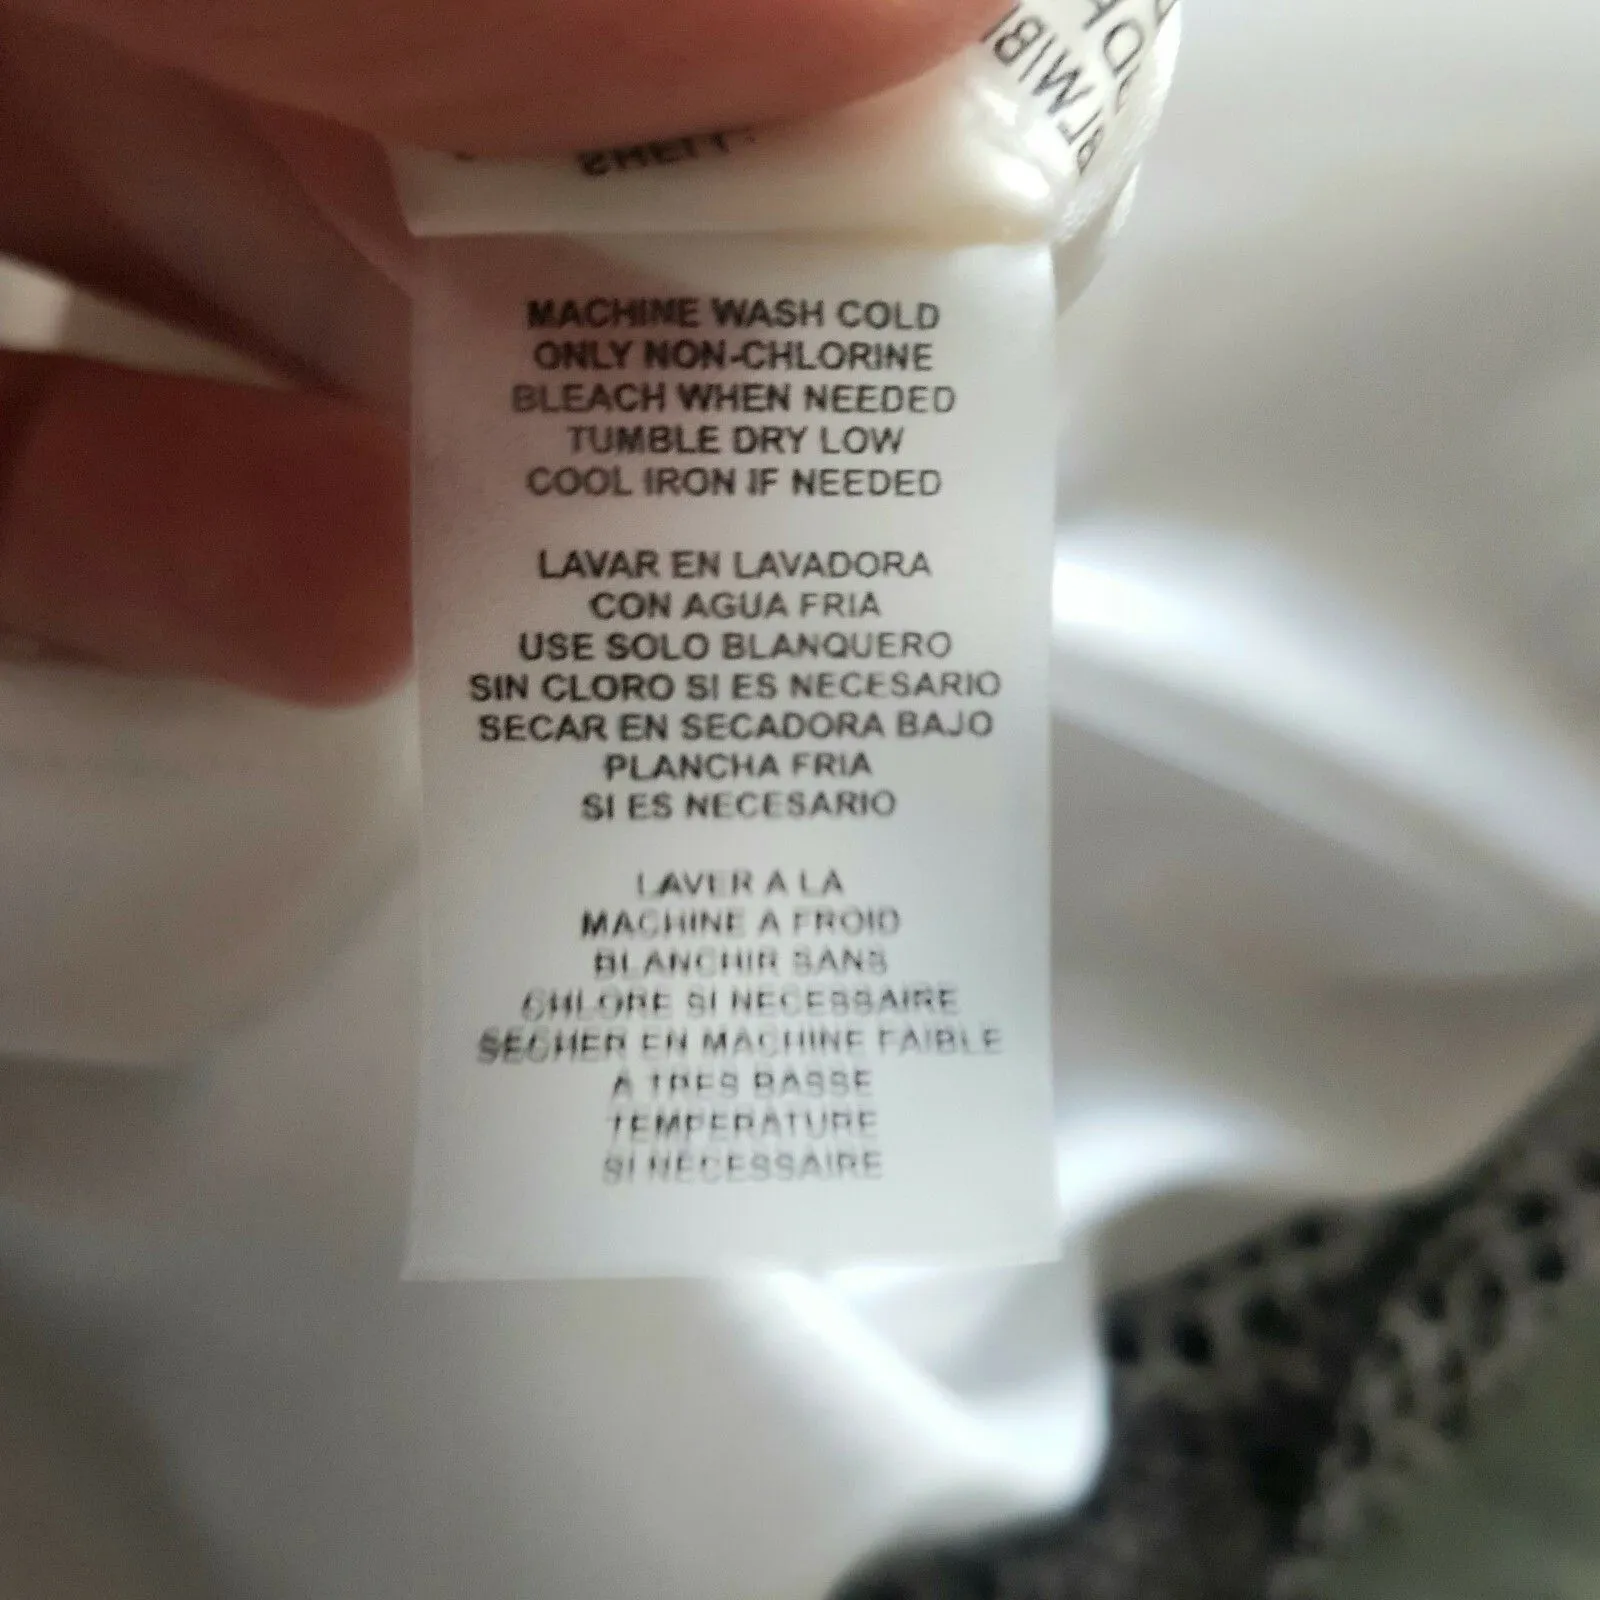 SHELL:
MACHINE WASH COLD
ONLY NON-CHLORINE
BLEACH WHEN NEEDED
TUMBLE DRY LOW
COOL IRON IF NEEDED
LAVAR EN LAVADORA
CON AGUA FRIA
USE SOLO BLANQUERO
SIN CLORO SI ES NECESARIO
SECAR EN SECADORA BAJO
PLANCHA FRIA
SI ES NECESARIO
LAVER A LA
MACHINE A FROID
BLANCHIR SANS
CHLORE SI NECESSAIRE
SECHER EN MACHINE FAIBLE
A TRES BASSE
TEMPERATURE
SI NECESSAIRE